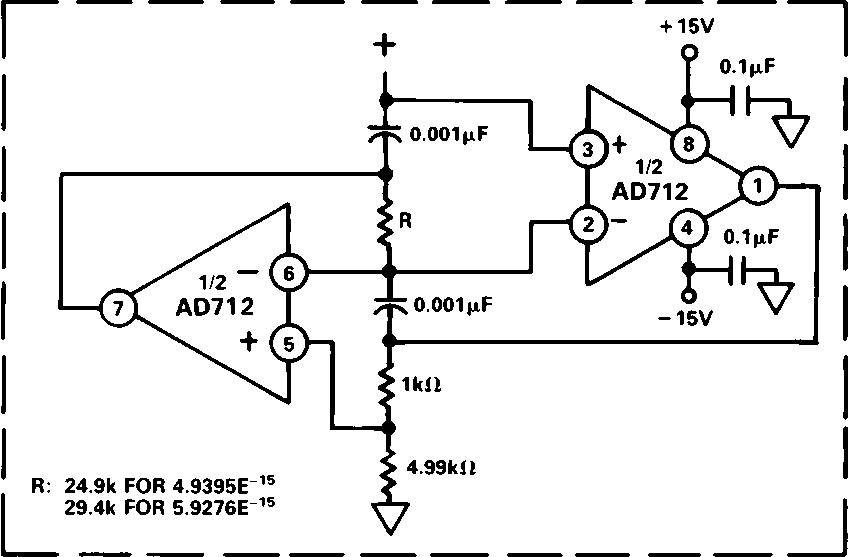 +
+15V
0.1µF
0.001µF
3
+
8
1/2
AD712
1
R
2
−
4
0.1µF
1/2
AD712
−
6
7
0.001µF
−15V
+
5
1kΩ
4.99kΩ
R: 24.9k FOR 4.9395E⁻¹⁵
29.4k FOR 5.9276E⁻¹⁵